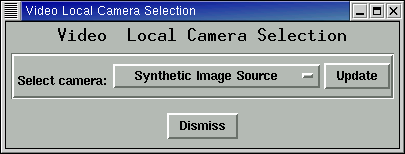 Video Local Camera Selection
Video  Local Camera Selection
Select camera: Synthetic Image Source Update
Dismiss